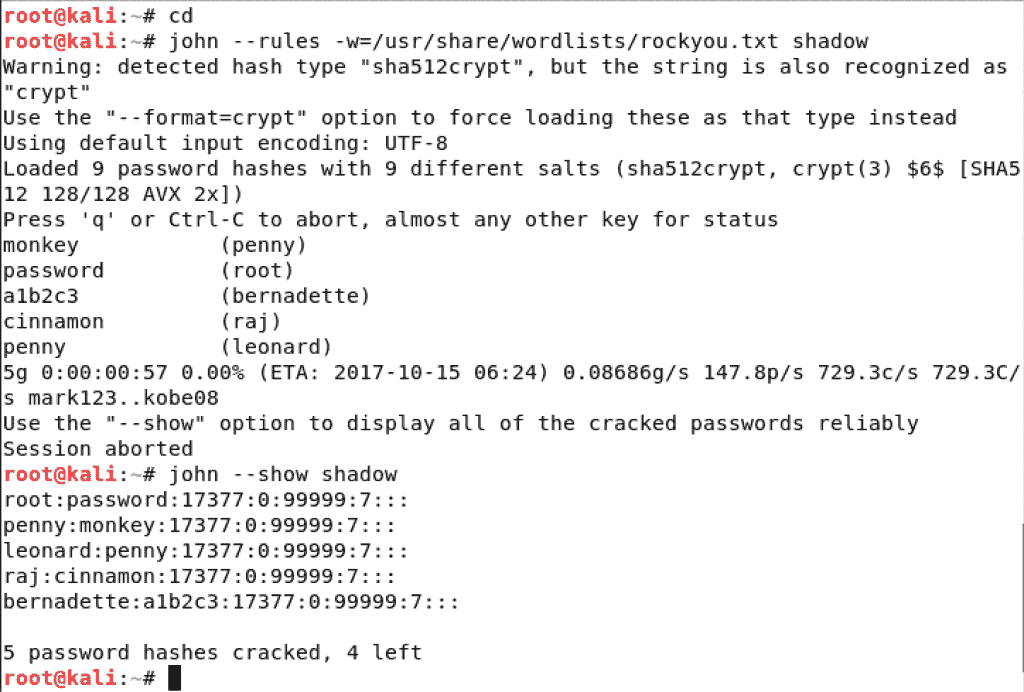 root@kali:~# cd
root@kali:~# john --rules -w=/usr/share/wordlists/rockyou.txt shadow
Warning: detected hash type "sha512crypt", but the string is also recognized as
"crypt"
Use the "--format=crypt" option to force loading these as that type instead
Using default input encoding: UTF-8
Loaded 9 password hashes with 9 different salts (sha512crypt, crypt(3) $6$ [SHA5
12 128/128 AVX 2x])
Press 'q' or Ctrl-C to abort, almost any other key for status
monkey           (penny)
password         (root)
a1b2c3           (bernadette)
cinnamon         (raj)
penny            (leonard)
5g 0:00:00:57 0.00% (ETA: 2017-10-15 06:24) 0.08686g/s 147.8p/s 729.3c/s 729.3C/
s mark123..kobe08
Use the "--show" option to display all of the cracked passwords reliably
Session aborted
root@kali:~# john --show shadow
root:password:17377:0:99999:7:::
penny:monkey:17377:0:99999:7:::
leonard:penny:17377:0:99999:7:::
raj:cinnamon:17377:0:99999:7:::
bernadette:a1b2c3:17377:0:99999:7:::

5 password hashes cracked, 4 left
root@kali:~#